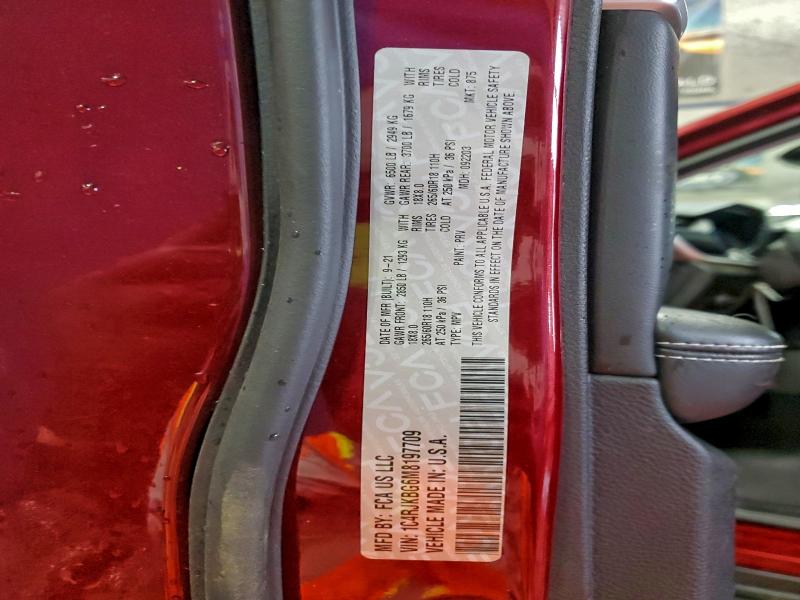 MFD BY: FCA US LLC
VIN: 1C4RJKBG6M8197709
VEHICLE MADE IN: U.S.A.
DATE OF MFR (BUILT): 9-21 GVWR: 6500 LB / 2949 KG
GAWR FRONT: 2850 LB / 1293 KG WITH GAWR REAR: 3700 LB / 1679 KG WITH
18X8.0 RIMS 18X8.0 RIMS
265/60R18 110H TIRES 265/60R18 110H TIRES
AT 250 kPa / 36 PSI COLD AT 250 kPa / 36 PSI COLD
TYPE: MPV PAINT: PRV MDH: 092203 MKT: 875
THIS VEHICLE CONFORMS TO ALL APPLICABLE U.S.A. FEDERAL MOTOR VEHICLE SAFETY
STANDARDS IN EFFECT ON THE DATE OF MANUFACTURE SHOWN ABOVE.